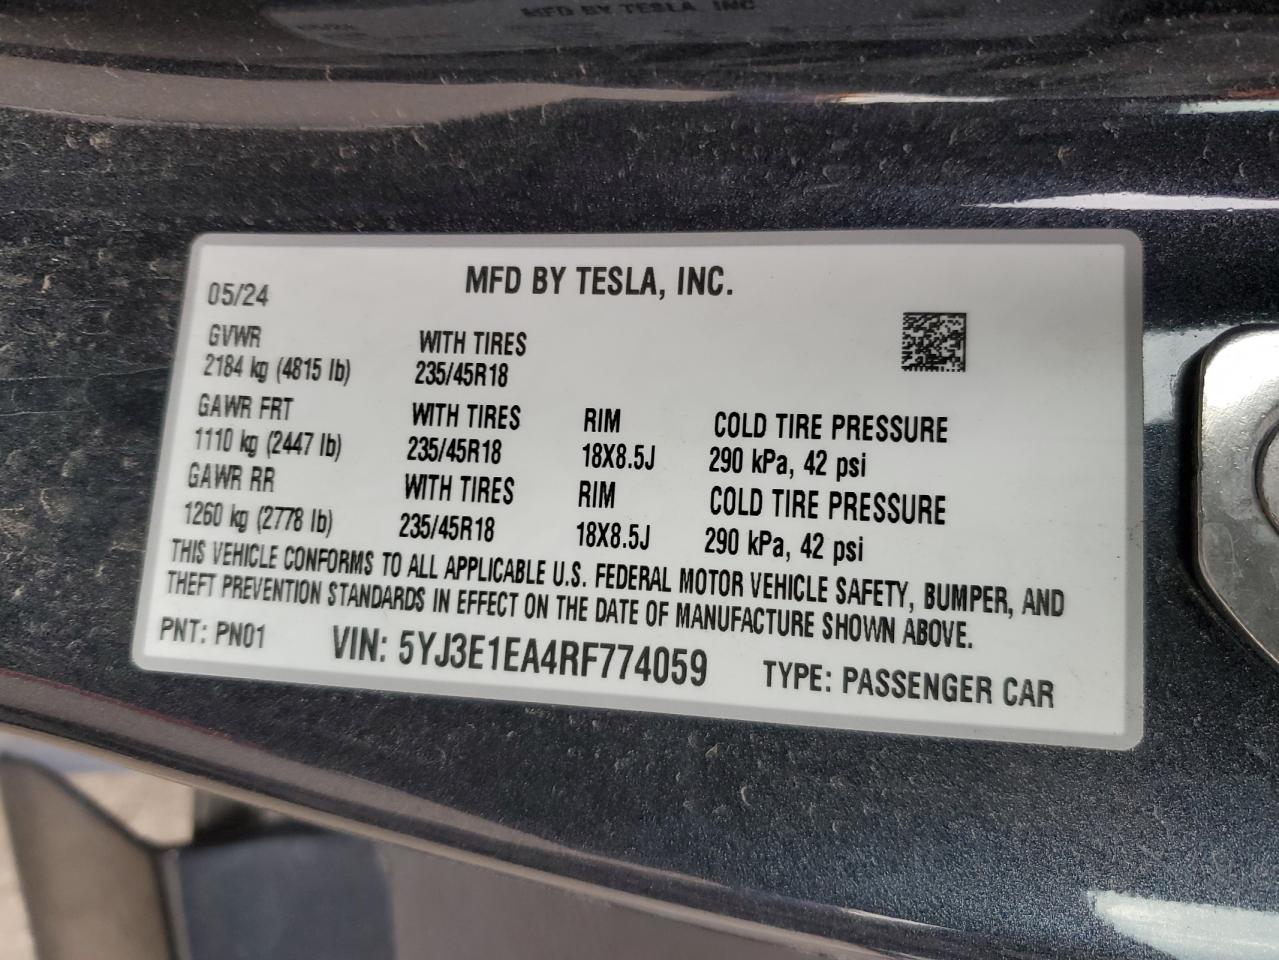 MFD BY TESLA, INC
MFD BY TESLA, INC.
05/24
GVWR WITH TIRES
2184 kg (4815 lb) 235/45R18
GAWR FRT WITH TIRES RIM COLD TIRE PRESSURE
1110 kg (2447 lb) 235/45R18 18X8.5J 290 kPa, 42 psi
GAWR RR WITH TIRES RIM COLD TIRE PRESSURE
1260 kg (2778 lb) 235/45R18 18X8.5J 290 kPa, 42 psi
THIS VEHICLE CONFORMS TO ALL APPLICABLE U.S. FEDERAL MOTOR VEHICLE SAFETY, BUMPER, AND
THEFT PREVENTION STANDARDS IN EFFECT ON THE DATE OF MANUFACTURE SHOWN ABOVE.
PNT: PN01 VIN: 5YJ3E1EA4RF774059 TYPE: PASSENGER CAR